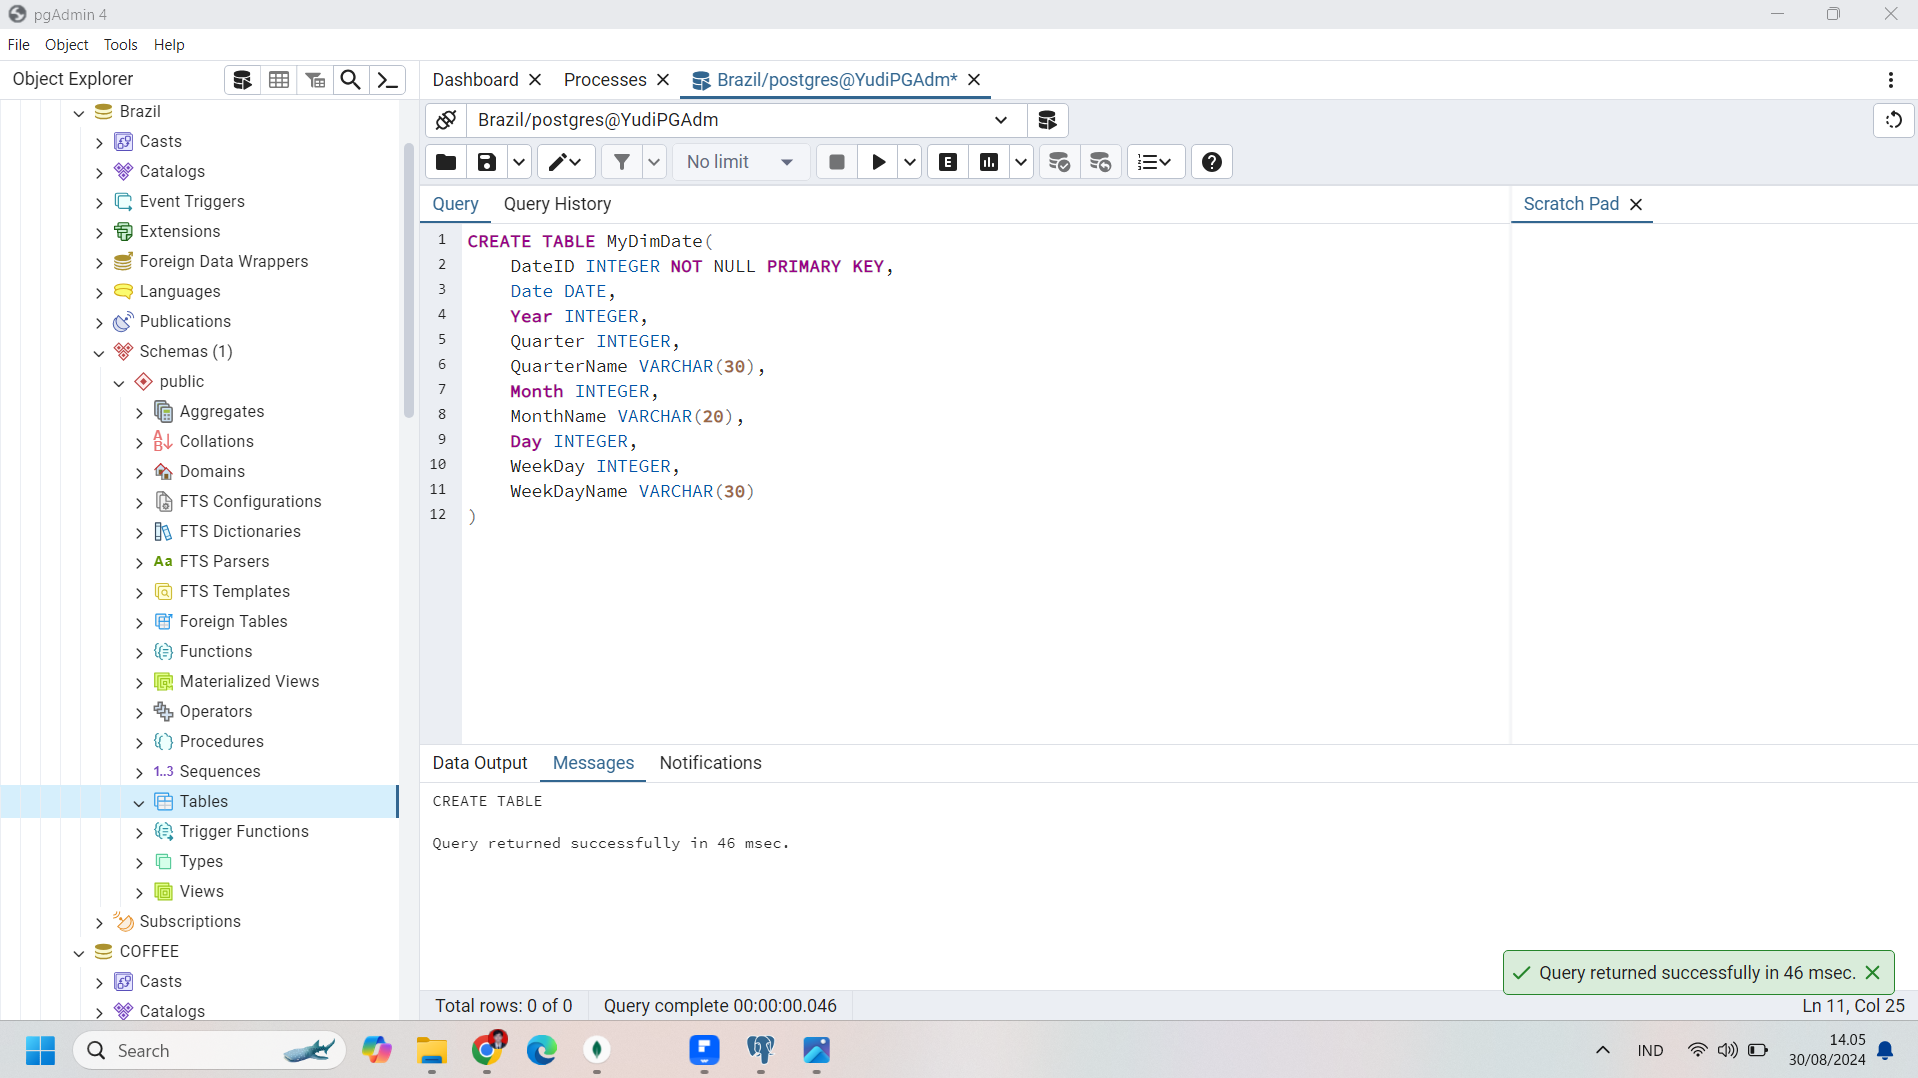 pgAdmin 4
File Object Tools Help
Object Explorer
Dashboard Processes Brazil/postgres@YudiPGAdm*
Brazil/postgres@YudiPGAdm
No limit
E
Query Query History
Scratch Pad
Brazil
Casts
Catalogs
Event Triggers
Extensions
Foreign Data Wrappers
Languages
Publications
Schemas (1)
public
Aggregates
Collations
Domains
FTS Configurations
FTS Dictionaries
Aa FTS Parsers
FTS Templates
Foreign Tables
Functions
Materialized Views
Operators
Procedures
1..3 Sequences
Tables
Trigger Functions
Types
Views
Subscriptions
COFFEE
Casts
Catalogs
1 CREATE TABLE MyDimDate(
2 DateID INTEGER NOT NULL PRIMARY KEY,
3 Date DATE,
4 Year INTEGER,
5 Quarter INTEGER,
6 QuarterName VARCHAR(30),
7 Month INTEGER,
8 MonthName VARCHAR(20),
9 Day INTEGER,
10 WeekDay INTEGER,
11 WeekDayName VARCHAR(30)
12 )
Data Output Messages Notifications
CREATE TABLE
Query returned successfully in 46 msec.
Query returned successfully in 46 msec.
Total rows: 0 of 0 Query complete 00:00:00.046
Ln 11, Col 25
Search
IND
14.05
30/08/2024